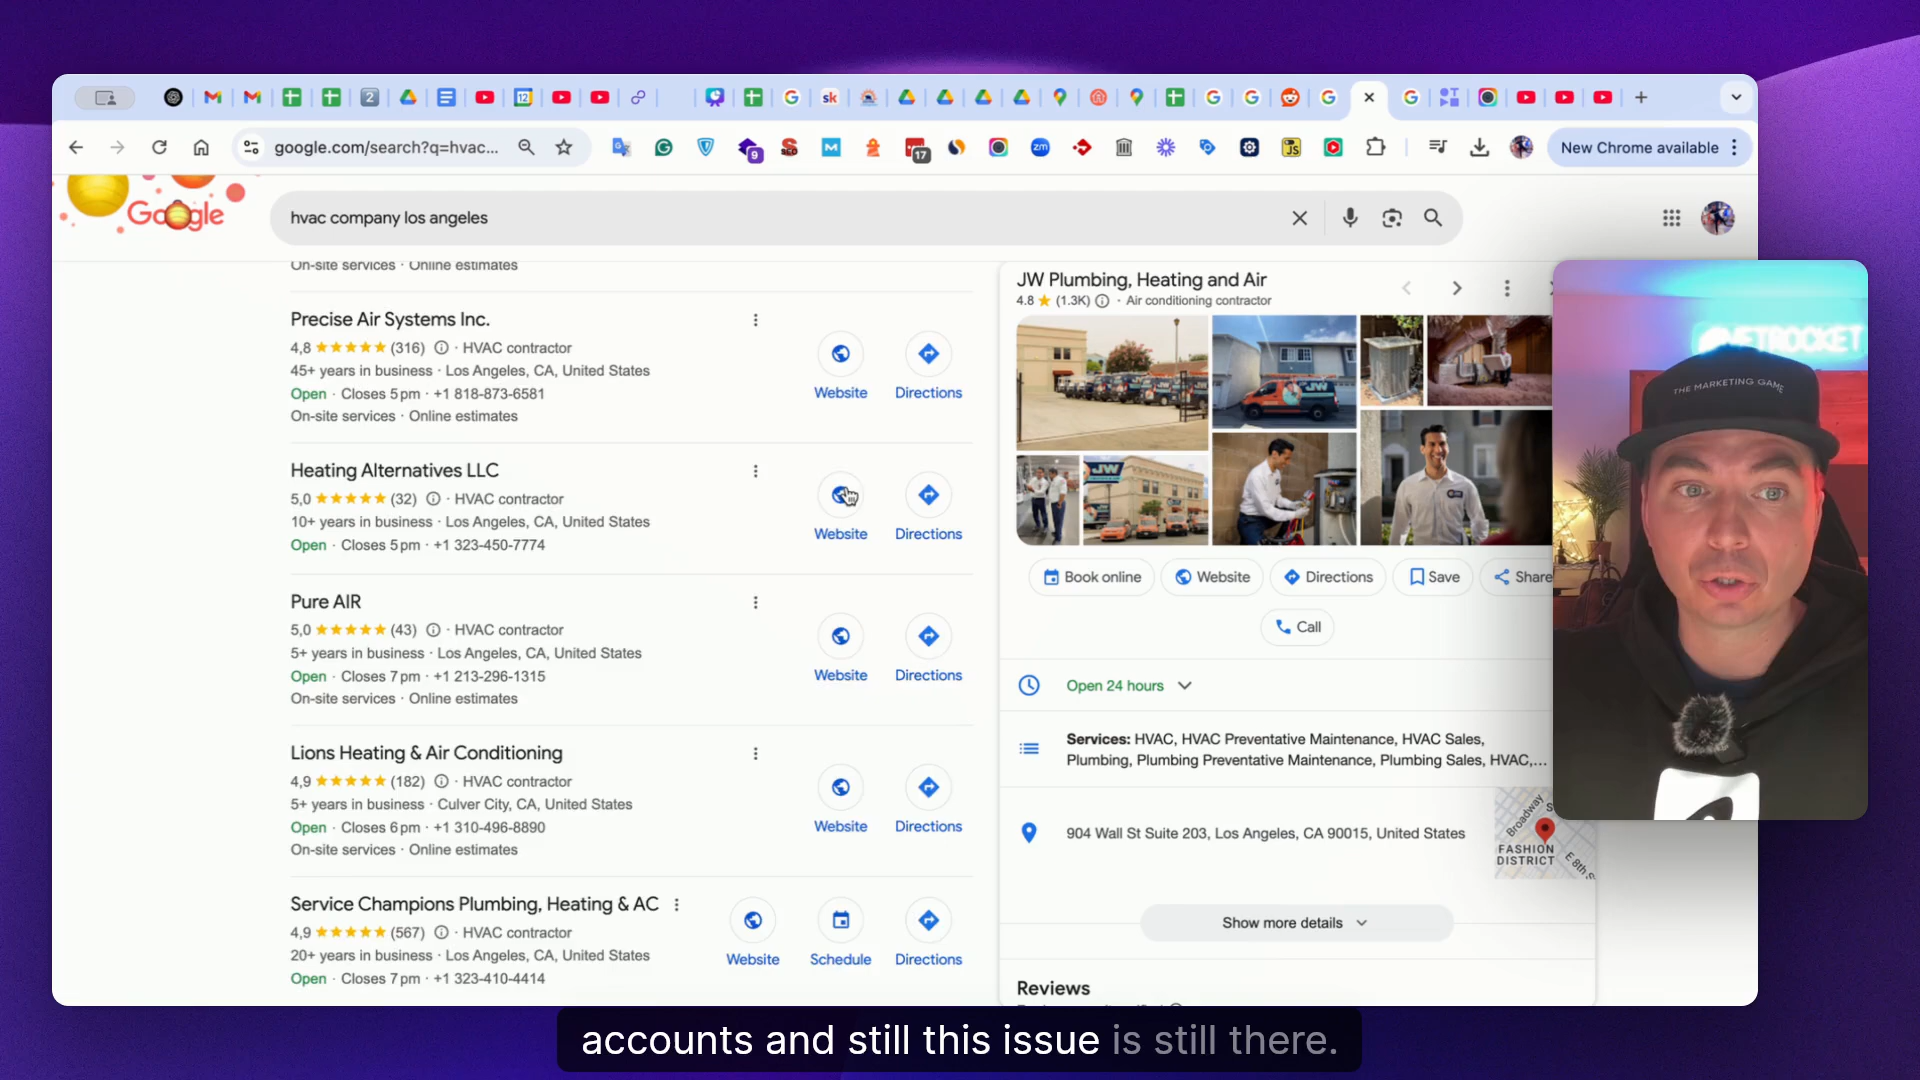 2
12
sk
google.com/search?q=hvac...
9
M
17
zm
JS
New Chrome available
Google
hvac company los angeles
On-site services · Online estimates
Precise Air Systems Inc.
4,8 ★★★★★ (316) · HVAC contractor
45+ years in business · Los Angeles, CA, United States
Open · Closes 5 pm · +1 818-873-6581
On-site services · Online estimates
Website
Directions
Heating Alternatives LLC
5,0 ★★★★★ (32) · HVAC contractor
10+ years in business · Los Angeles, CA, United States
Open · Closes 5 pm · +1 323-450-7774
Website
Directions
Pure AIR
5,0 ★★★★★ (43) · HVAC contractor
5+ years in business · Los Angeles, CA, United States
Open · Closes 7 pm · +1 213-296-1315
On-site services · Online estimates
Website
Directions
Lions Heating & Air Conditioning
4,9 ★★★★★ (182) · HVAC contractor
5+ years in business · Culver City, CA, United States
Open · Closes 6 pm · +1 310-496-8890
On-site services · Online estimates
Website
Directions
Service Champions Plumbing, Heating & AC
4,9 ★★★★★ (567) · HVAC contractor
20+ years in business · Los Angeles, CA, United States
Open · Closes 7 pm · +1 323-410-4414
Website
Schedule
Directions
JW Plumbing, Heating and Air
4.8 ★ (1.3K) · Air conditioning contractor
JW
JW
Book online
Website
Directions
Save
Share
Call
Open 24 hours
Services: HVAC, HVAC Preventative Maintenance, HVAC Sales,
Plumbing, Plumbing Preventative Maintenance, Plumbing Sales, HVAC,...
904 Wall St Suite 203, Los Angeles, CA 90015, United States
Broadway
FASHION
DISTRICT
E 8th S
Show more details
Reviews
THE MARKETING GAME
accounts and still this issue is still there.